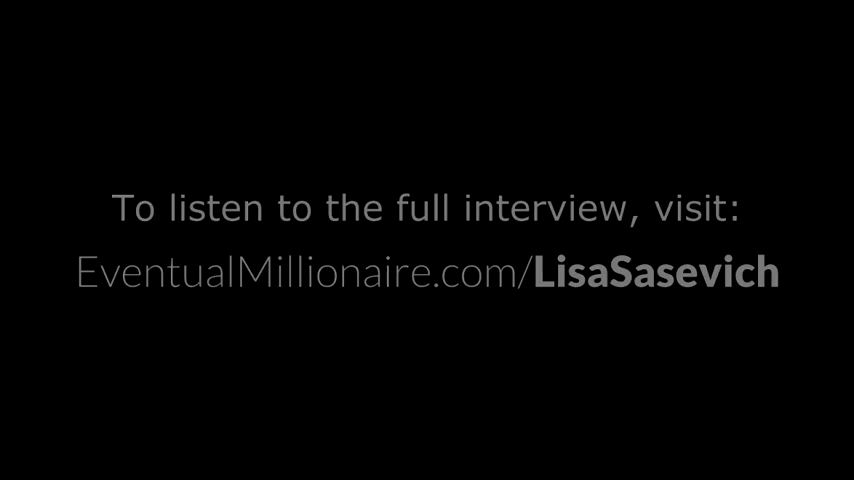 To listen to the full interview, visit:
EventualMillionaire.com/LisaSasevich